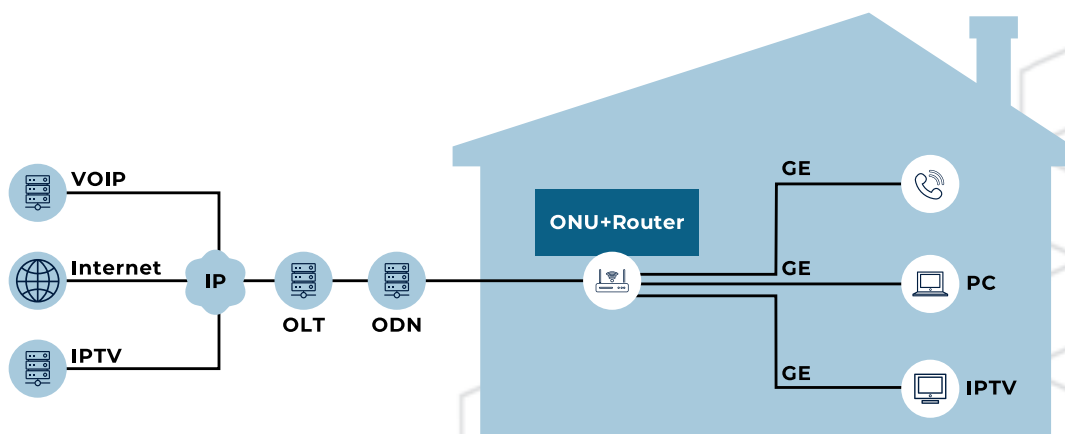 VOIP
Internet
IPTV
IP
OLT
ODN
ONU+Router
GE
GE
PC
GE
IPTV